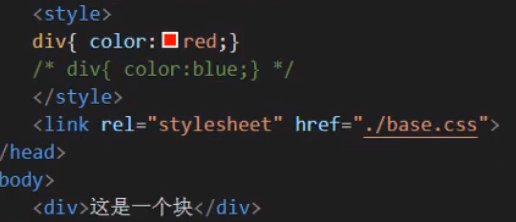 <style>
div{ color:red;}
/* div{ color:blue;} */
</style>
<link rel="stylesheet" href="./base.css">
/head>
body>
<div>这是一个块</div>